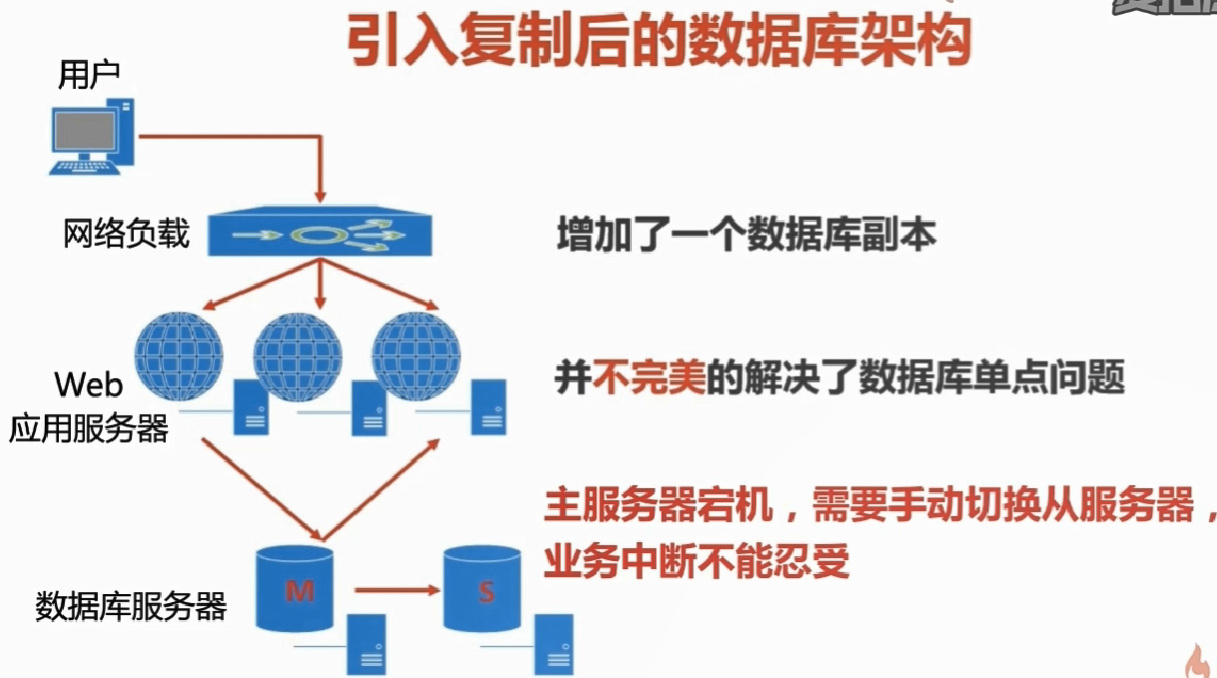 引入复制后的数据库架构
用户
网络负载
增加了一个数据库副本
并不完美的解决了数据库单点问题
Web
应用服务器
主服务器宕机，需要手动切换从服务器，
业务中断不能忍受
M
S
数据库服务器